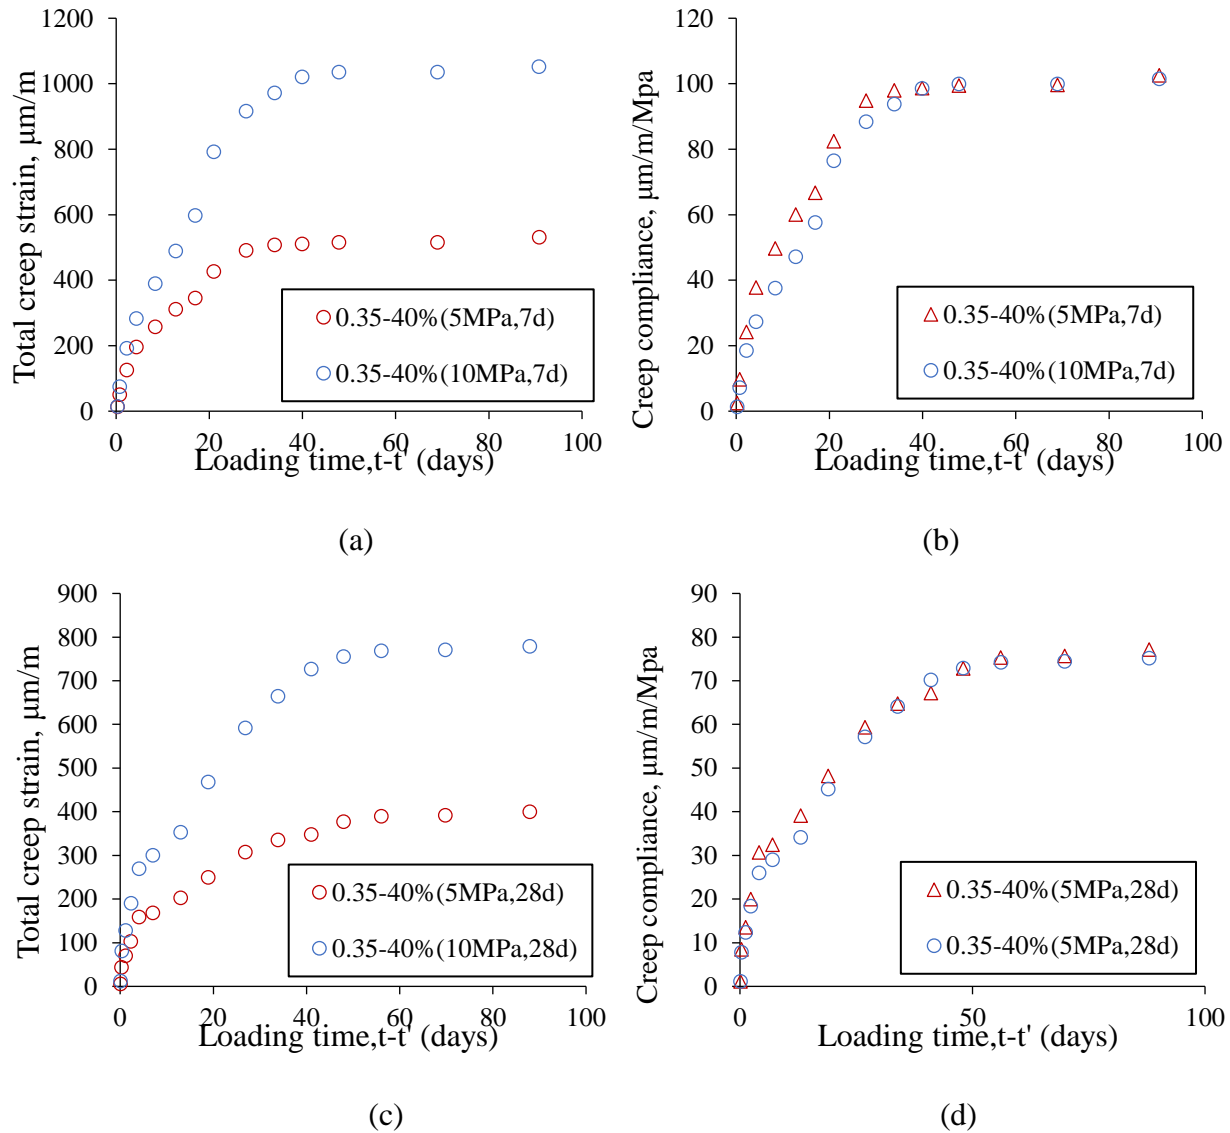 Total creep strain, µm/m
1200
1000
800
600
400
200
0
0 20 40 60 80 100
Loading time,t-t' (days)
0.35-40%(5MPa,7d)
0.35-40%(10MPa,7d)
(a)
Creep compliance, µm/m/Mpa
120
100
80
60
40
20
0
0 20 40 60 80 100
Loading time,t-t' (days)
0.35-40%(5MPa,7d)
0.35-40%(10MPa,7d)
(b)
Total creep strain, µm/m
900
800
700
600
500
400
300
200
100
0
0 20 40 60 80 100
Loading time,t-t' (days)
0.35-40%(5MPa,28d)
0.35-40%(10MPa,28d)
(c)
Creep compliance, µm/m/Mpa
90
80
70
60
50
40
30
20
10
0
0 50 100
Loading time,t-t' (days)
0.35-40%(5MPa,28d)
0.35-40%(5MPa,28d)
(d)